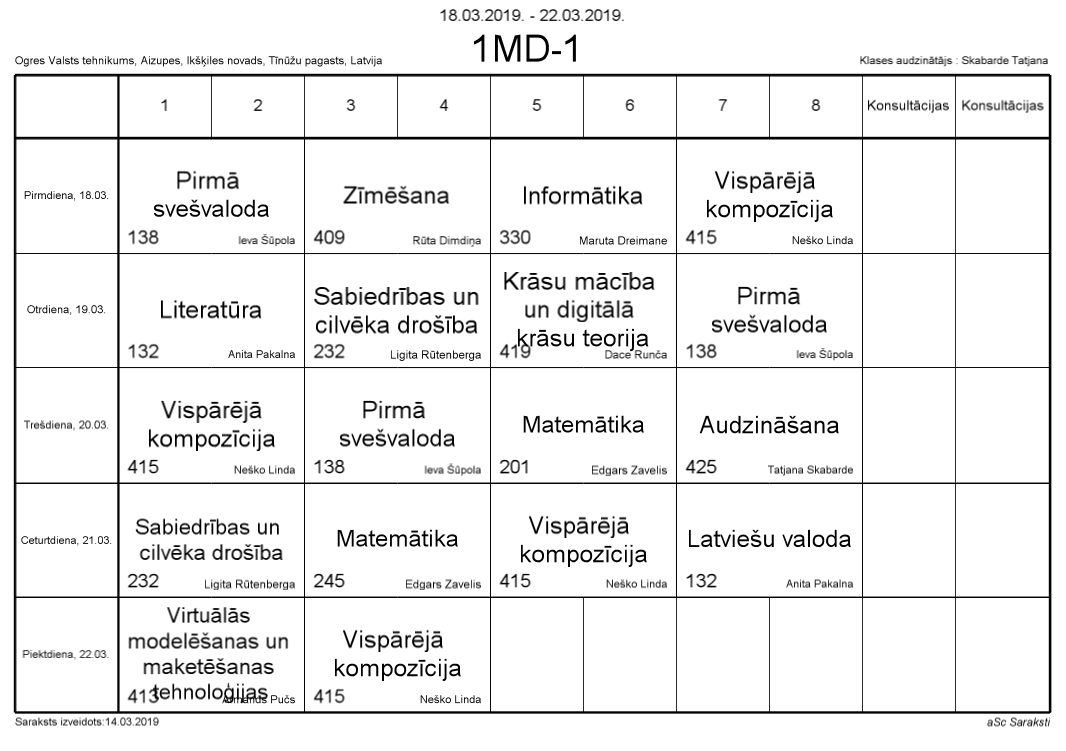 18.03.2019. - 22.03.2019.
1MD-1
Ogres Valsts tehnikums, Aizupes, Ikšķiles novads, Tīnūžu pagasts, Latvija
Klases audzinātājs : Skabarde Tatjana
1 2 3 4 5 6 7 8 Konsultācijas Konsultācijas
Pirmdiena, 18.03.
Pirmā
svešvaloda
138 Ieva Šūpola
Zīmēšana
409 Rūta Dimdiņa
Informātika
330 Maruta Dreimane
Vispārējā
kompozīcija
415 Neško Linda
Otrdiena, 19.03.
Literatūra
132 Anita Pakalna
Sabiedrības un
cilvēka drošība
232 Ligita Rūtenberga
Krāsu mācība
un digitālā
krāsu teorija
419 Dace Runča
Pirmā
svešvaloda
138 Ieva Šūpola
Trešdiena, 20.03.
Vispārējā
kompozīcija
415 Neško Linda
Pirmā
svešvaloda
138 Ieva Šūpola
Matemātika
201 Edgars Zavelis
Audzināšana
425 Tatjana Skabarde
Ceturtdiena, 21.03.
Sabiedrības un
cilvēka drošība
232 Ligita Rūtenberga
Matemātika
245 Edgars Zavelis
Vispārējā
kompozīcija
415 Neško Linda
Latviešu valoda
132 Anita Pakalna
Piektdiena, 22.03.
Virtuālās
modelēšanas un
maketēšanas
tehnoloģijas
413 Armands Pučs
Vispārējā
kompozīcija
415 Neško Linda
Saraksts izveidots:14.03.2019
aSc Saraksti